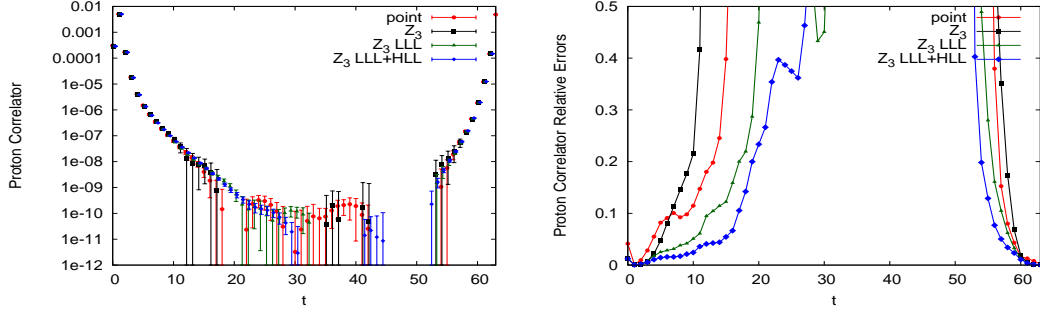 Proton Correlator
0.01
0.001
0.0001
1e-05
1e-06
1e-07
1e-08
1e-09
1e-10
1e-11
1e-12
0 10 20 30 40 50 60
t
point
Z3
Z3 LLL
Z3 LLL+HLL
Proton Correlator Relative Errors
0.5
0.4
0.3
0.2
0.1
0
0 10 20 30 40 50 60
t
point
Z3
Z3 LLL
Z3 LLL+HLL